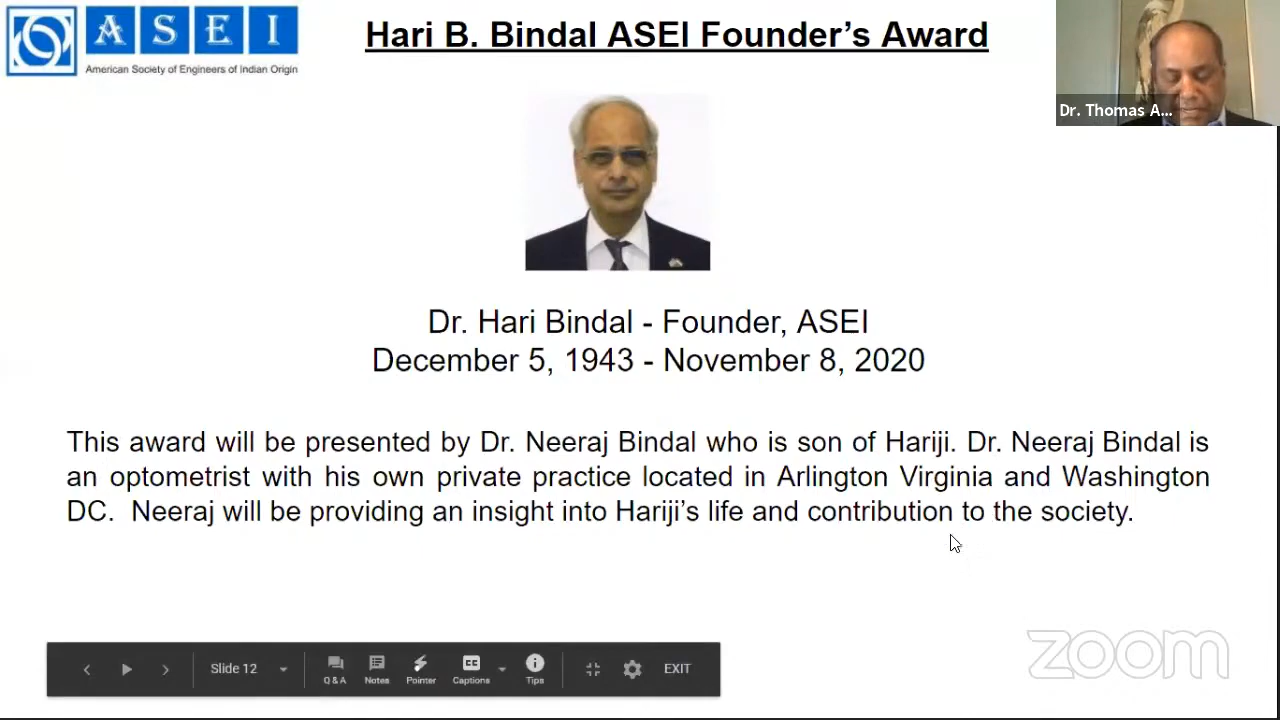 A S E I
American Society of Engineers of Indian Origin
Hari B. Bindal ASEI Founder's Award
Dr. Thomas A...
Dr. Hari Bindal - Founder, ASEI
December 5, 1943 - November 8, 2020
This award will be presented by Dr. Neeraj Bindal who is son of Hariji. Dr. Neeraj Bindal is
an optometrist with his own private practice located in Arlington Virginia and Washington
DC. Neeraj will be providing an insight into Hariji's life and contribution to the society.
zoom
Slide 12
Q & A
Notes
Pointer
CC
Captions
Tips
EXIT